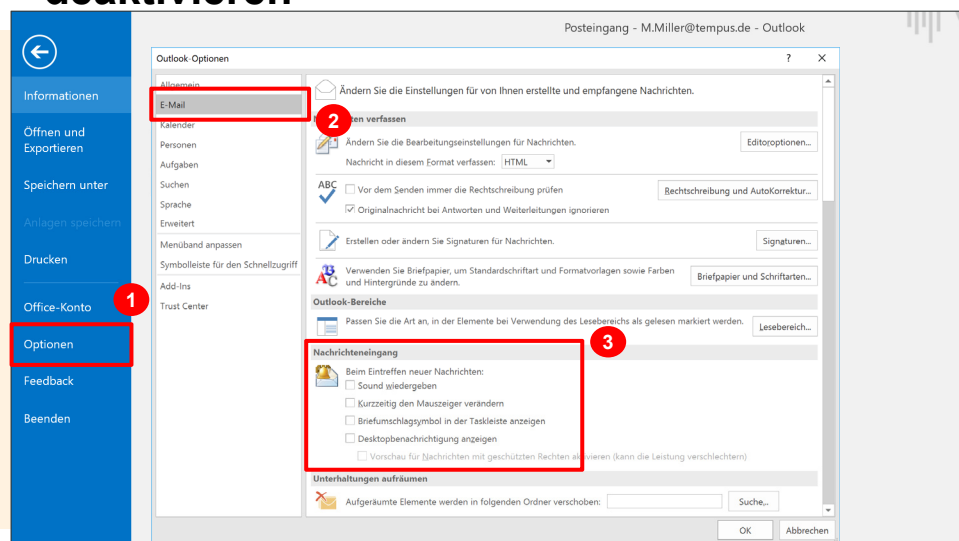 deaktivieren
Posteingang - M.Miller@tempus.de - Outlook
Informationen
Öffnen und
Exportieren
Speichern unter
Anlagen speichern
Drucken
Office-Konto
1
Optionen
Feedback
Beenden
Outlook-Optionen ? ×
Allgemein
E-Mail
Kalender
Personen
Aufgaben
Suchen
Sprache
Erweitert
Menüband anpassen
Symbolleiste für den Schnellzugriff
Add-Ins
Trust Center
Ändern Sie die Einstellungen für von Ihnen erstellte und empfangene Nachrichten.
2
verfassen
Ändern Sie die Bearbeitungseinstellungen für Nachrichten. Editoroptionen...
Nachricht in diesem Format verfassen: HTML
ABC Vor dem Senden immer die Rechtschreibung prüfen Rechtschreibung und AutoKorrektur...
Originalnachricht bei Antworten und Weiterleitungen ignorieren
Erstellen oder ändern Sie Signaturen für Nachrichten. Signaturen...
Verwenden Sie Briefpapier, um Standardschriftart und Formatvorlagen sowie Farben
und Hintergründe zu ändern. Briefpapier und Schriftarten...
Outlook-Bereiche
Passen Sie die Art an, in der Elemente bei Verwendung des Lesebereichs als gelesen markiert werden. Lesebereich...
3
Nachrichteneingang
Beim Eintreffen neuer Nachrichten:
Sound wiedergeben
Kurzzeitig den Mauszeiger verändern
Briefumschlagsymbol in der Taskleiste anzeigen
Desktopbenachrichtigung anzeigen
Vorschau für Nachrichten mit geschützten Rechten aktivieren (kann die Leistung verschlechtern)
Unterhaltungen aufräumen
Aufgeräumte Elemente werden in folgenden Ordner verschoben: Suche...
OK Abbrechen